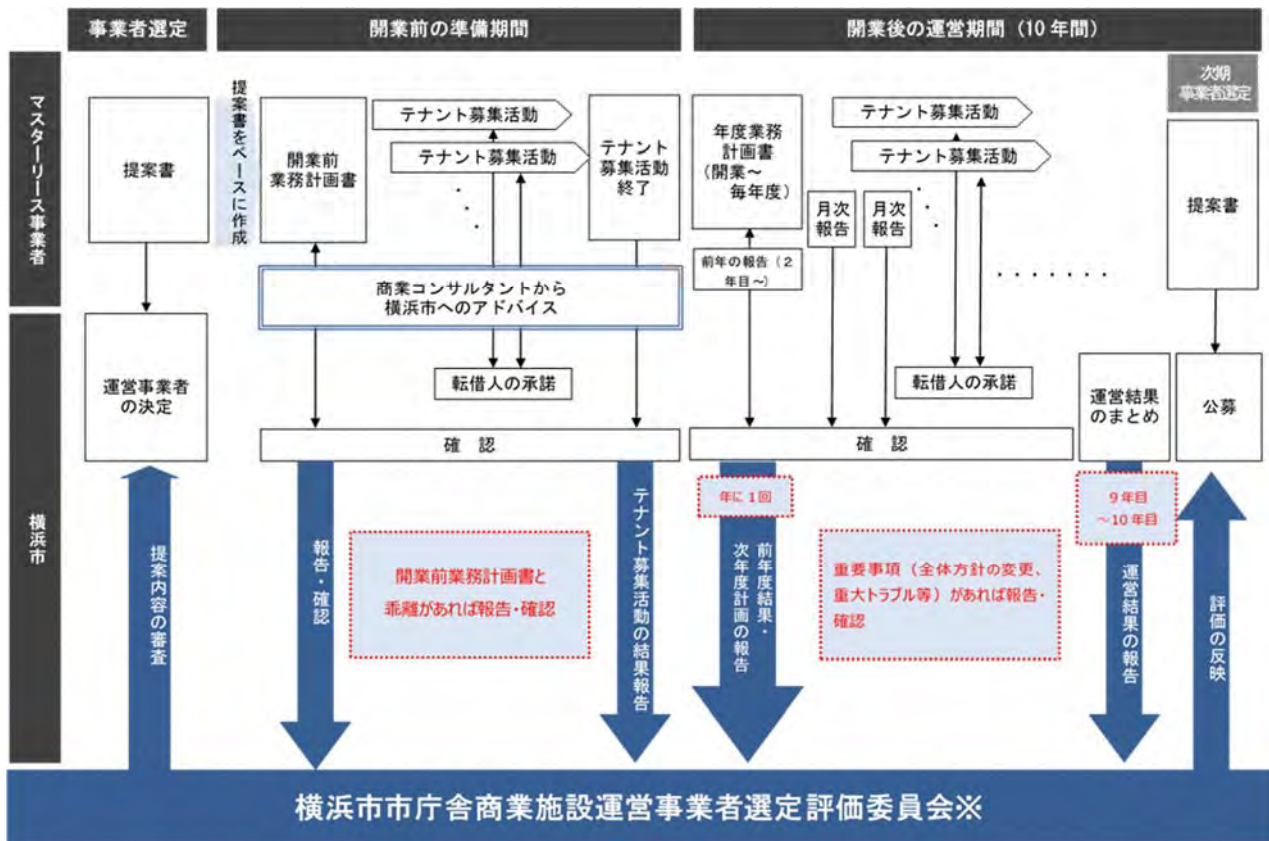 事業者選定
開業前の準備期間
開業後の運営期間（10年間）
次期
事業者選定
マスターリース事業者
提案書
提案書をベースに作成
開業前
業務計画書
テナント募集活動
テナント募集活動
テナント
募集活動
終了
年度業務
計画書
（開業～
毎年度）
月次
報告
月次
報告
テナント募集活動
テナント募集活動
提案書
前年の報告（２
年目～）
商業コンサルタントから
横浜市へのアドバイス
横浜市
運営事業者
の決定
転借人の承諾
転借人の承諾
確 認
確 認
運営結果
のまとめ
公募
提案内容の審査
報告・確認
開業前業務計画書と
乖離があれば報告・確認
テナント募集活動の結果報告
年に１回
前年度結果・
次年度計画の報告
重要事項（全体方針の変更、
重大トラブル等）があれば報告・
確認
９年目
～10年目
運営結果の報告
評価の反映
横浜市市庁舎商業施設運営事業者選定評価委員会※